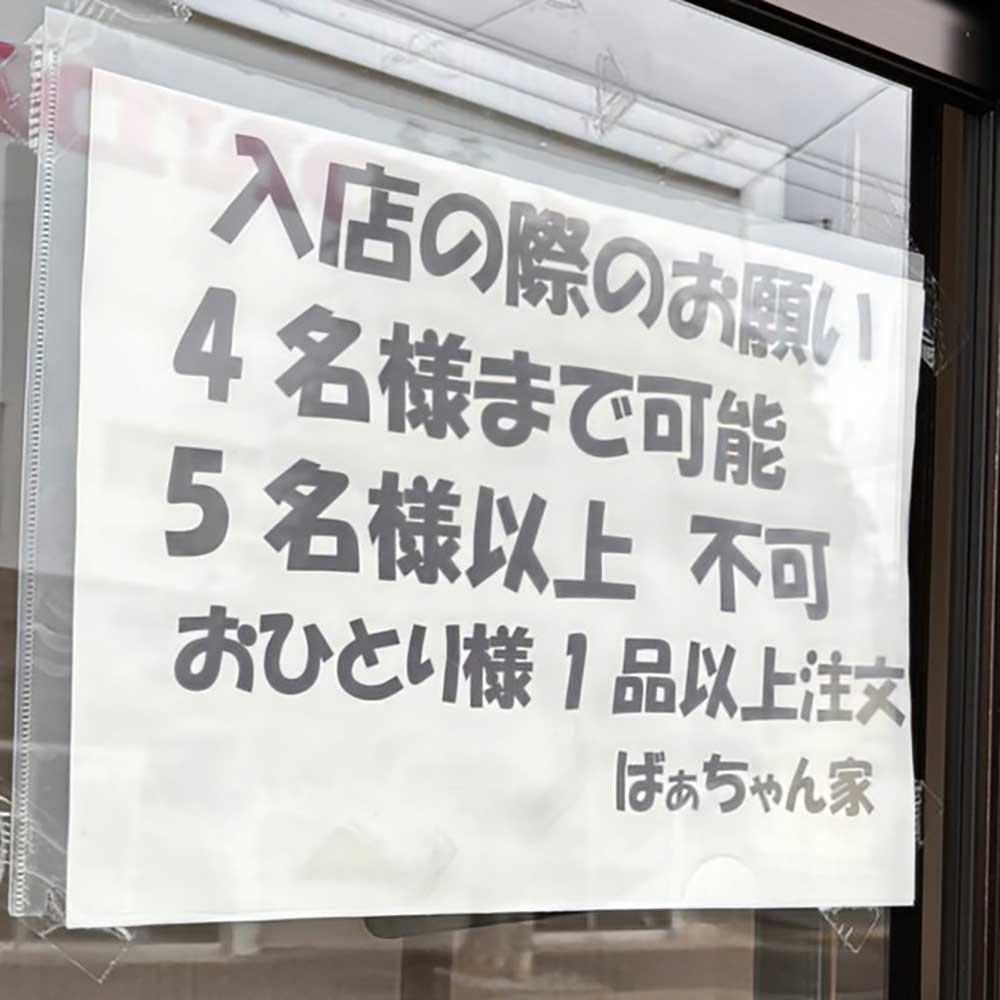 入店の際のお願い
4名様まで可能
5名様以上 不可
おひとり様1品以上注文
ばぁちゃん家